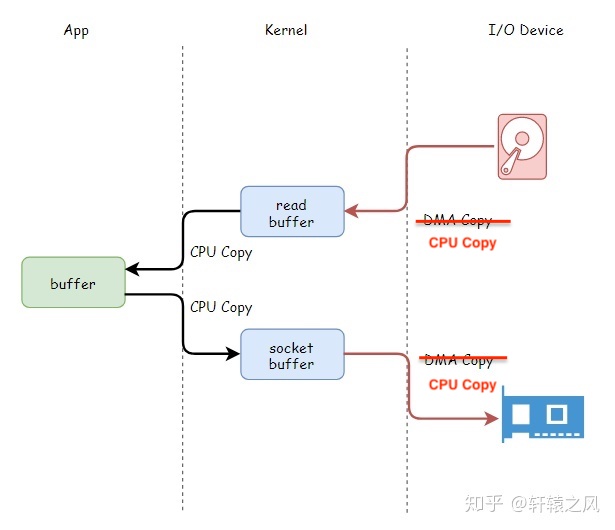 App
Kernel
I/O Device
read
buffer
DMA Copy
CPU Copy
CPU Copy
buffer
CPU Copy
socket
buffer
DMA Copy
CPU Copy
知乎 @轩辕之风